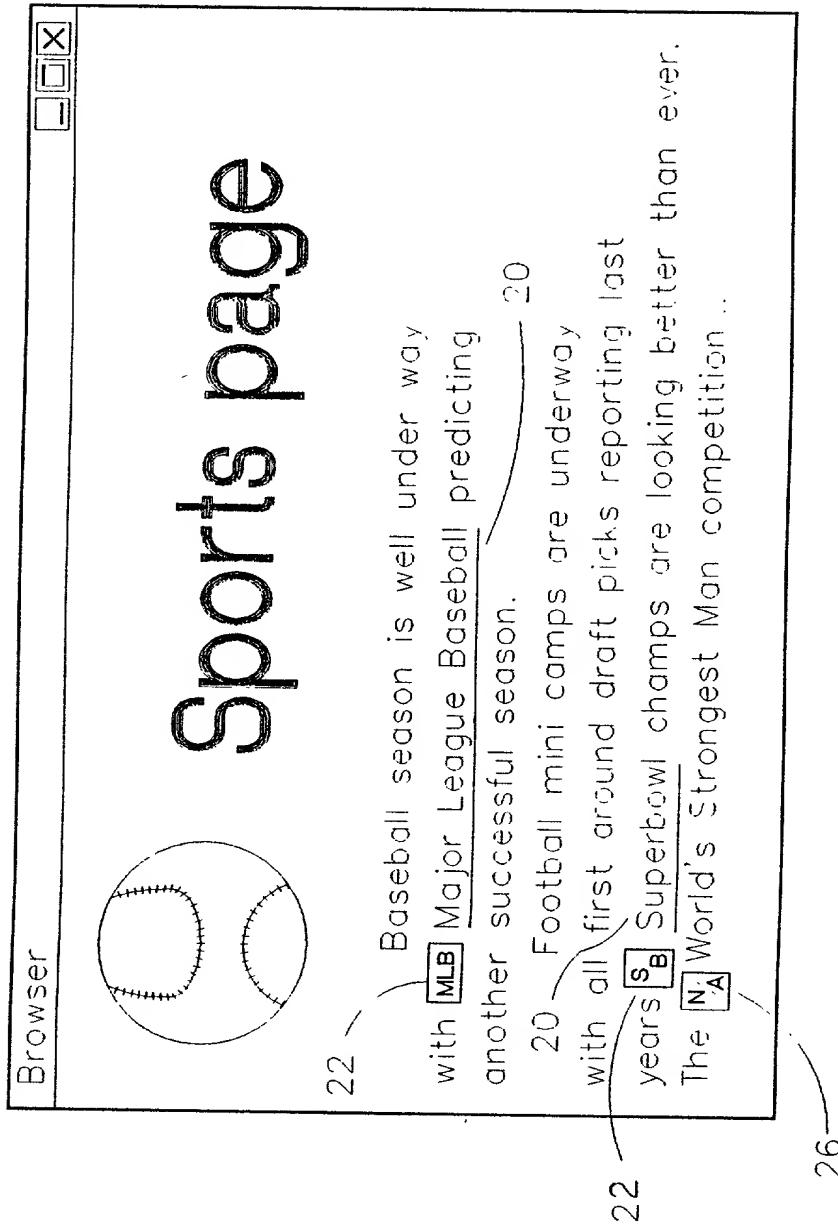 Browser
Sports page
Baseball season is well under way
22
with MLB Major League Baseball predicting
another successful season.
20
Football mini camps are underway
20
with all first around draft picks reporting last
years SB Superbowl champs are looking better than ever.
The N/A World's Strongest Man competition..
22
26